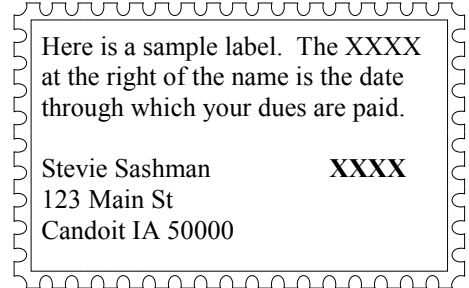 Here is a sample label.  The XXXX
at the right of the name is the date
through which your dues are paid.
Stevie Sashman XXXX
123 Main St
Candoit IA 50000